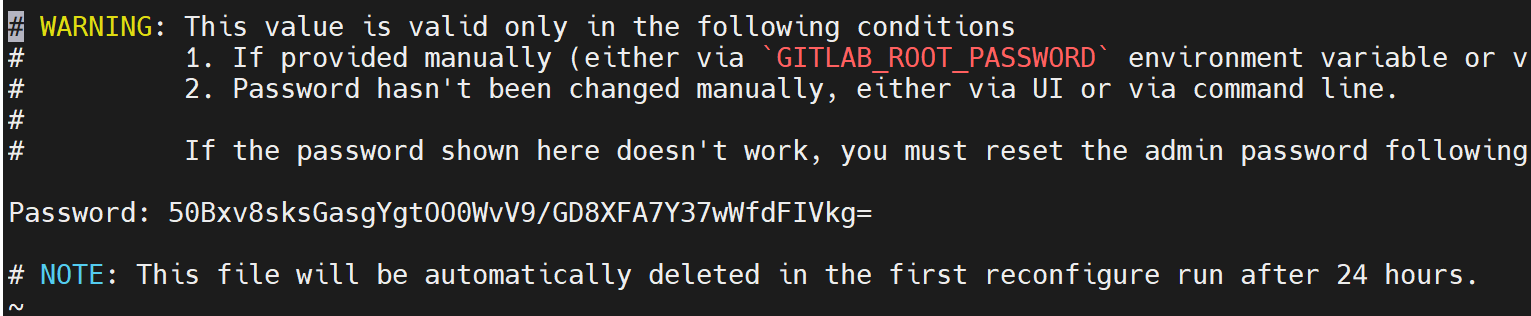 # WARNING: This value is valid only in the following conditions
#          1. If provided manually (either via `GITLAB_ROOT_PASSWORD` environment variable or v
#          2. Password hasn't been changed manually, either via UI or via command line.
#
#          If the password shown here doesn't work, you must reset the admin password following
Password: 50Bxv8sksGasgYgtOO0WvV9/GD8XFA7Y37wWfdFIVkg=
# NOTE: This file will be automatically deleted in the first reconfigure run after 24 hours.
~